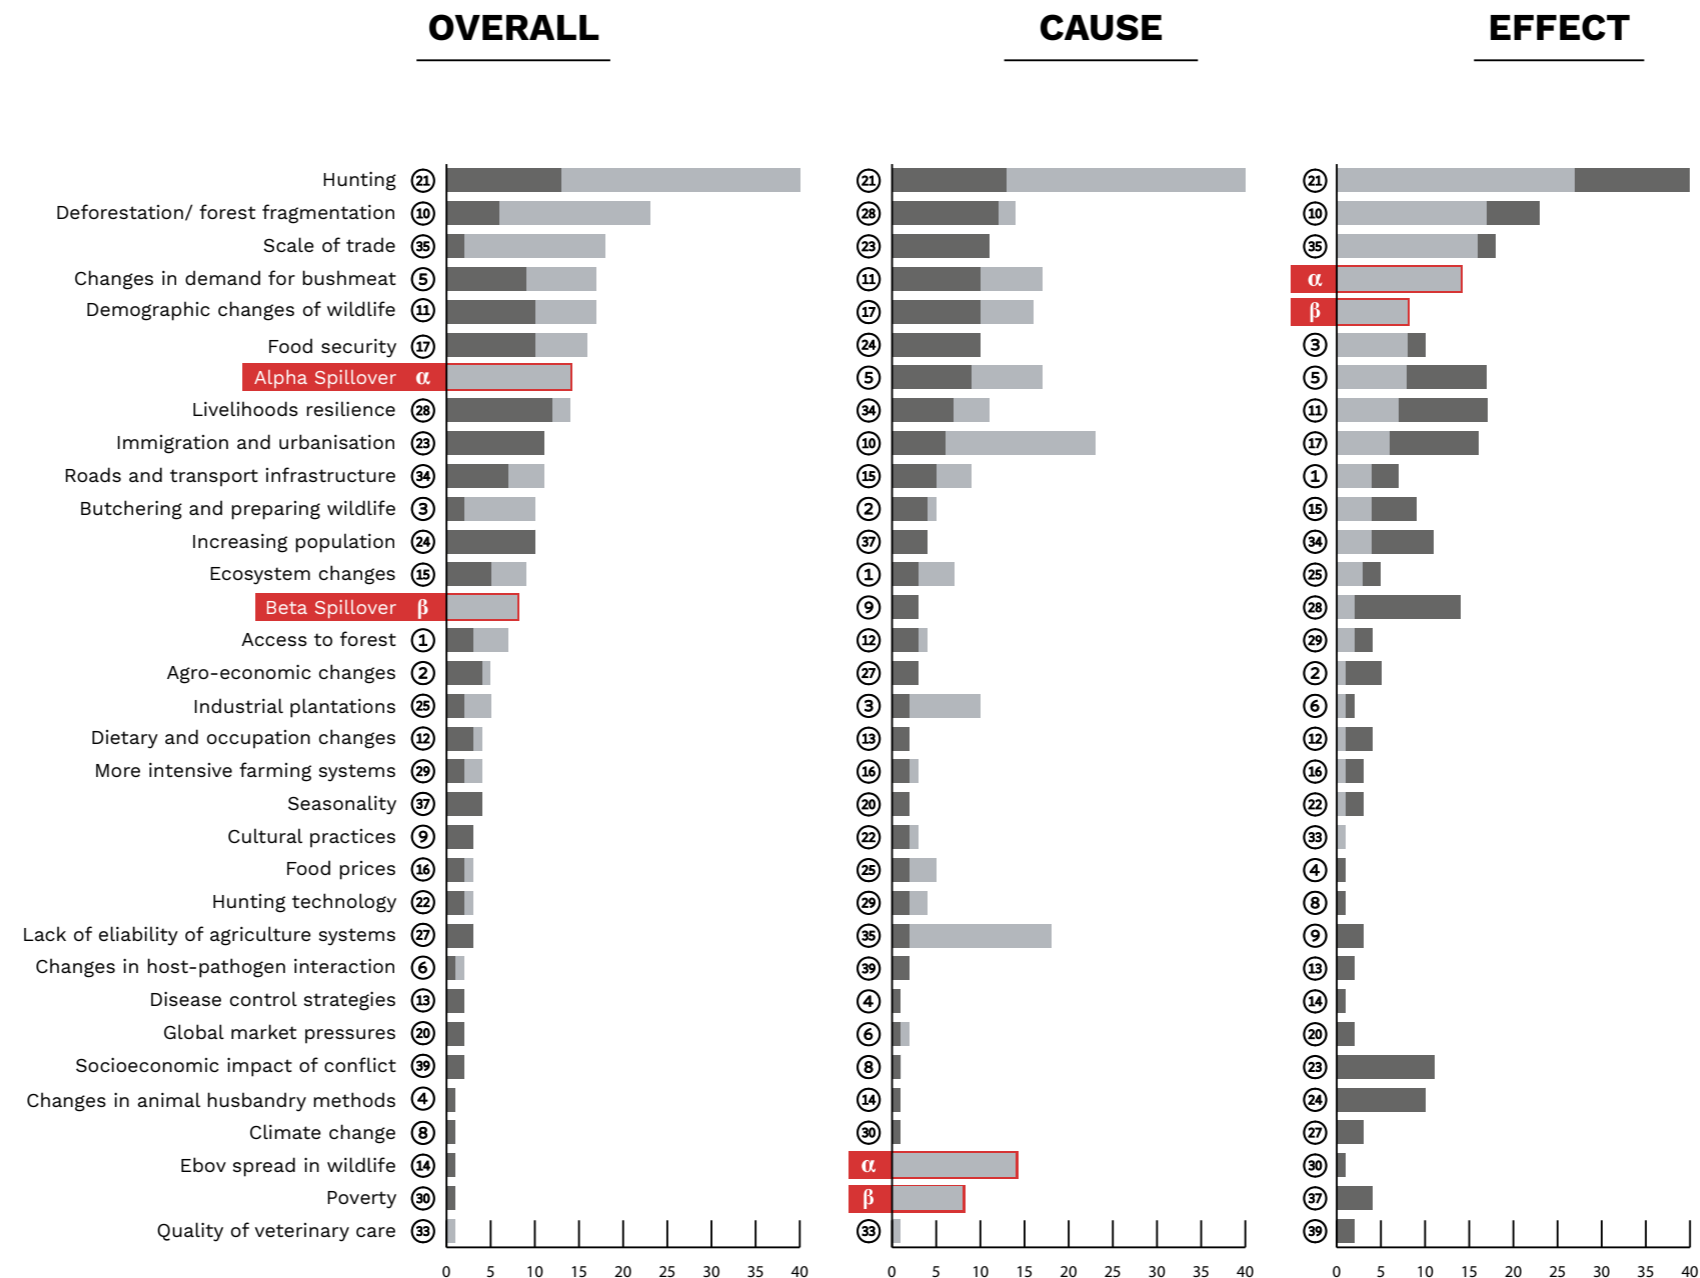 OVERALL CAUSE EFFECT
Hunting 21 21 21
Deforestation/ forest fragmentation 10 28 10
Scale of trade 35 23 35
Changes in demand for bushmeat 5 11 α
Demographic changes of wildlife 11 17 β
Food security 17 24 3
Alpha Spillover α 5 5
Livelihoods resilience 28 34 11
Immigration and urbanisation 23 10 17
Roads and transport infrastructure 34 15 1
Butchering and preparing wildlife 3 2 15
Increasing population 24 37 34
Ecosystem changes 15 1 25
Beta Spillover β 9 28
Access to forest 1 12 29
Agro-economic changes 2 27 2
Industrial plantations 25 3 6
Dietary and occupation changes 12 13 12
More intensive farming systems 29 16 16
Seasonality 37 20 22
Cultural practices 9 22 33
Food prices 16 25 4
Hunting technology 22 29 8
Lack of eliability of agriculture systems 27 35 9
Changes in host-pathogen interaction 6 39 13
Disease control strategies 13 4 14
Global market pressures 20 6 20
Socioeconomic impact of conflict 39 8 23
Changes in animal husbandry methods 4 14 24
Climate change 8 30 27
Ebov spread in wildlife 14 α 30
Poverty 30 β 37
Quality of veterinary care 33 33 39
0 5 10 15 20 25 30 35 40 0 5 10 15 20 25 30 35 40 0 5 10 15 20 25 30 35 40